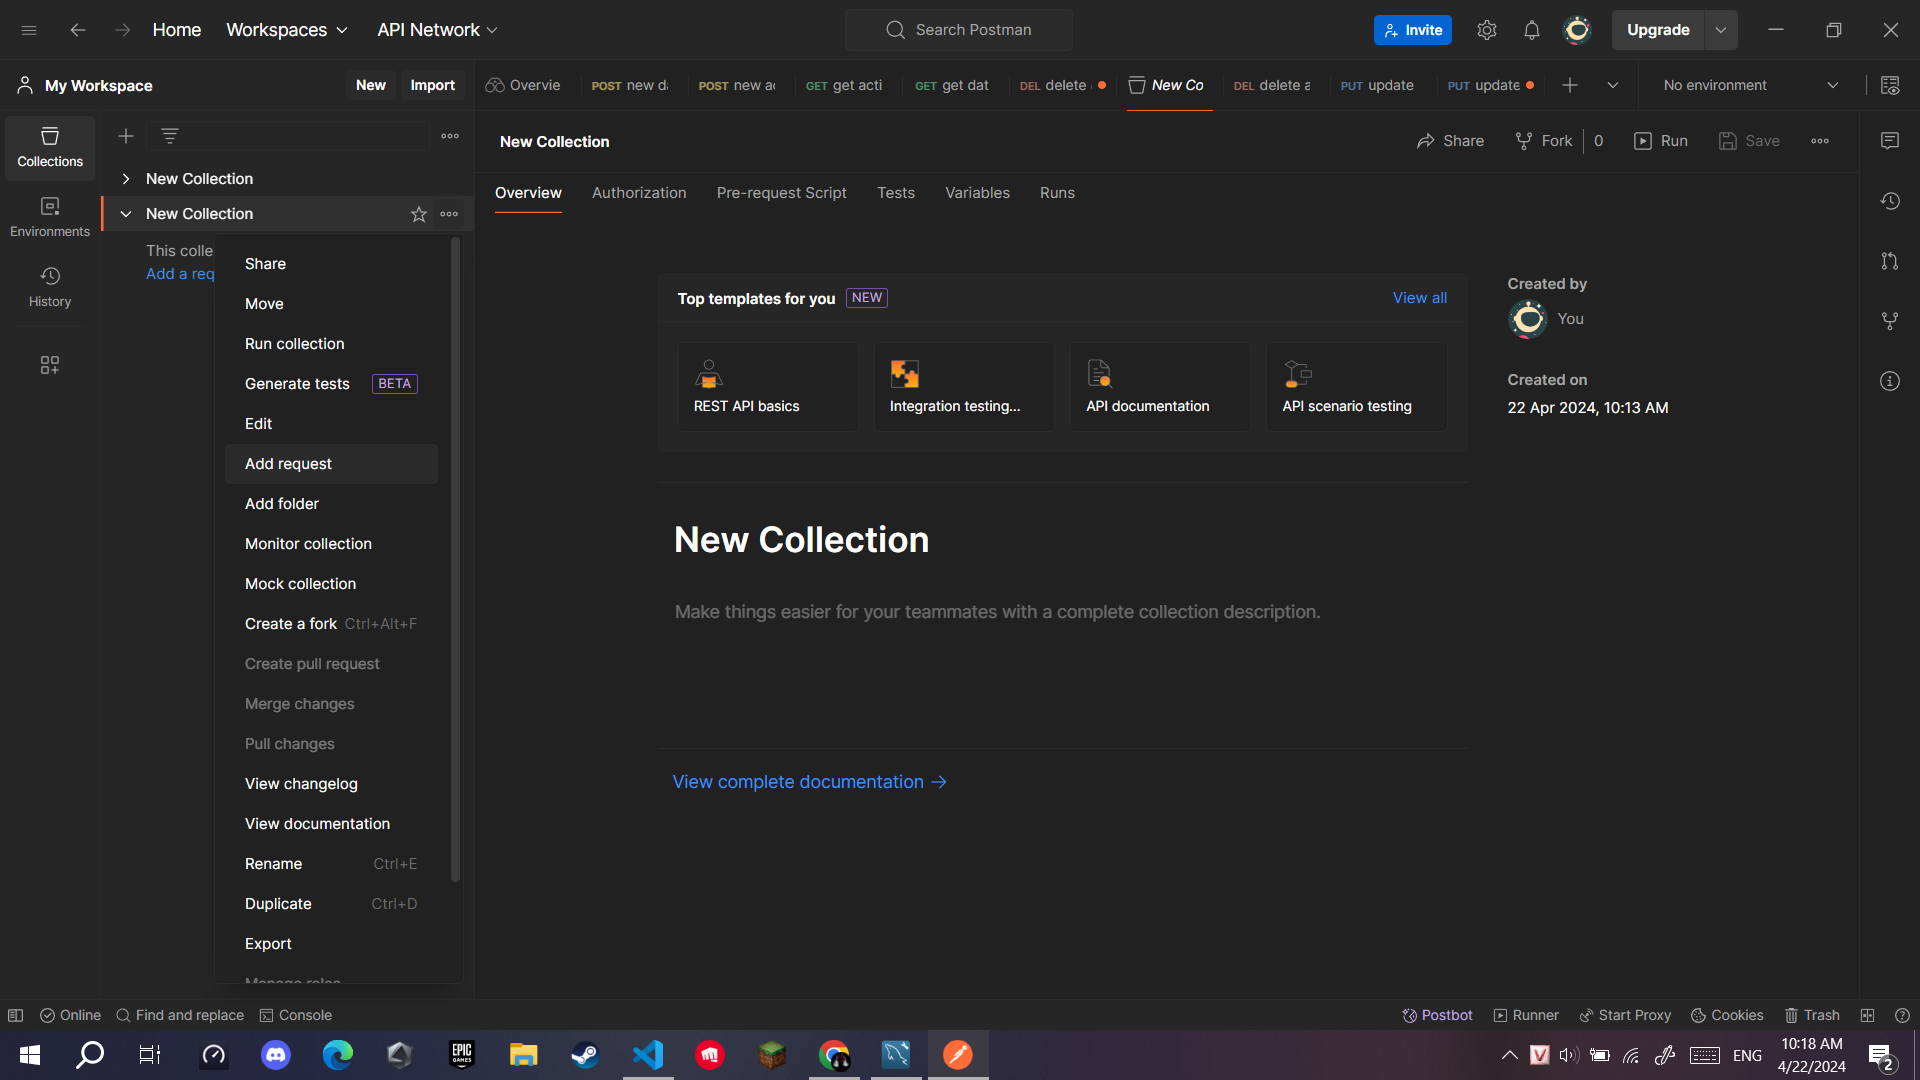 Home Workspaces API Network Search Postman Invite Upgrade
My Workspace New Import Overvie POST new da POST new ac GET get acti GET get dat DEL delete New Co DEL delete a PUT update PUT update No environment
Collections
Environments
History
New Collection
New Collection
This colle
Add a req
Share
Move
Run collection
Generate tests BETA
Edit
Add request
Add folder
Monitor collection
Mock collection
Create a fork Ctrl+Alt+F
Create pull request
Merge changes
Pull changes
View changelog
View documentation
Rename Ctrl+E
Duplicate Ctrl+D
Export
Manage roles
New Collection Share Fork 0 Run Save
Overview Authorization Pre-request Script Tests Variables Runs
Top templates for you NEW View all
REST API basics Integration testing... API documentation API scenario testing
Created by
You
Created on
22 Apr 2024, 10:13 AM
New Collection
Make things easier for your teammates with a complete collection description.
View complete documentation →
Online Find and replace Console Postbot Runner Start Proxy Cookies Trash
EPIC GAMES V ENG 10:18 AM
4/22/2024 2